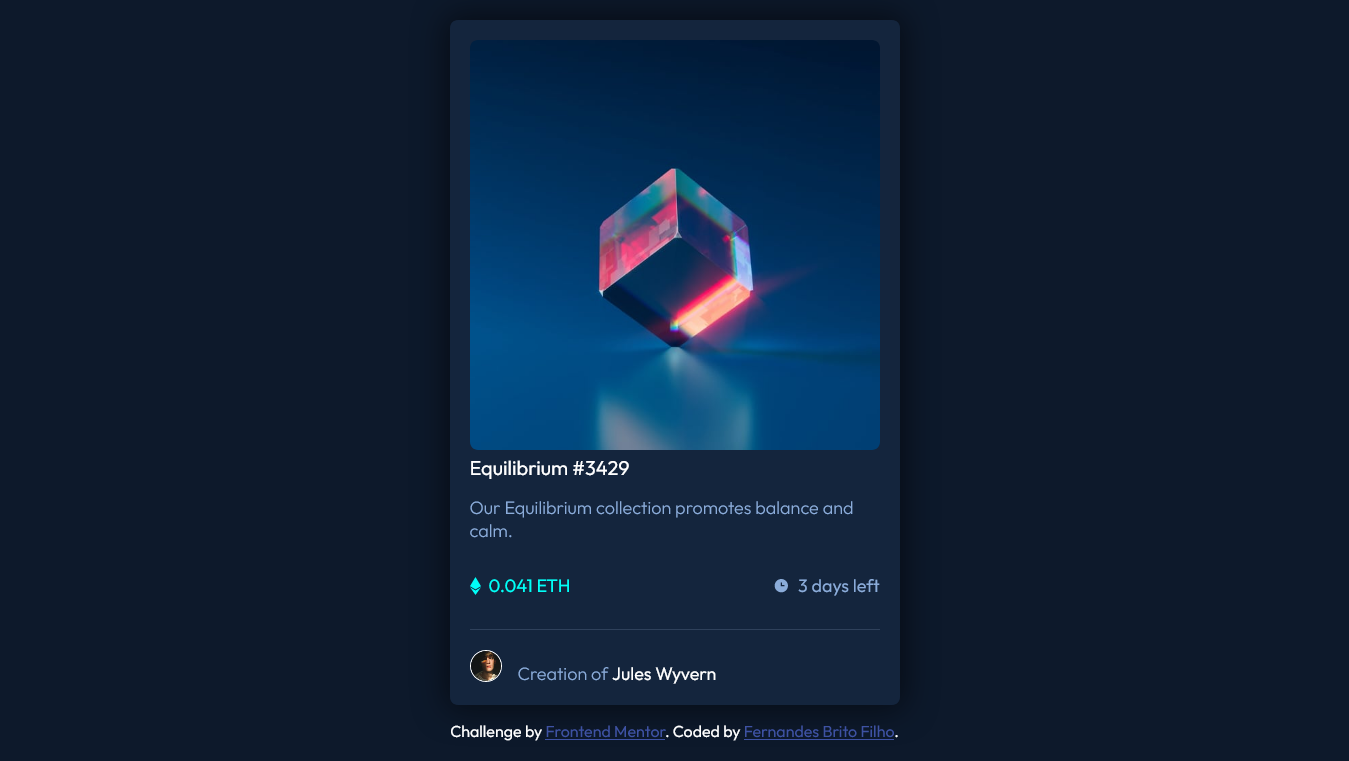 Equilibrium #3429
Our Equilibrium collection promotes balance and
calm.
0.041 ETH
3 days left
Creation of Jules Wyvern
Challenge by Frontend Mentor. Coded by Fernandes Brito Filho.